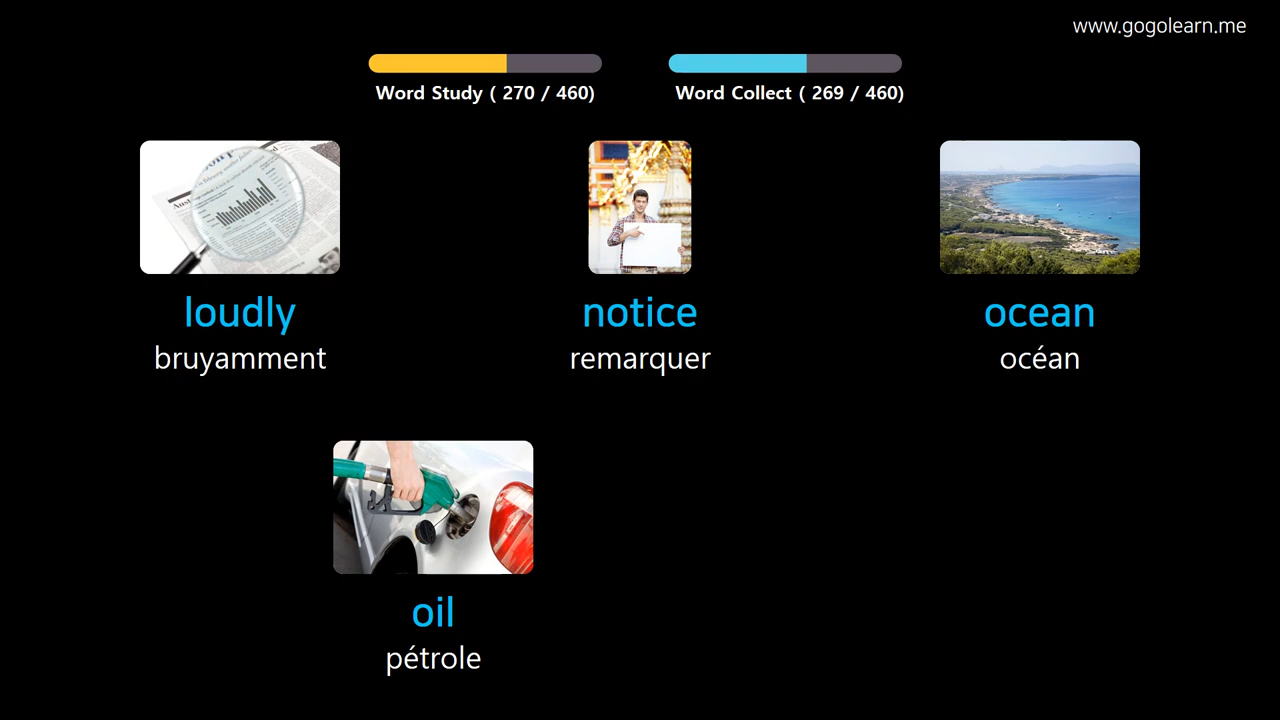 www.gogolearn.me
Word Study ( 270 / 460)
Word Collect ( 269 / 460)
loudly
bruyamment
notice
remarquer
ocean
océan
oil
pétrole